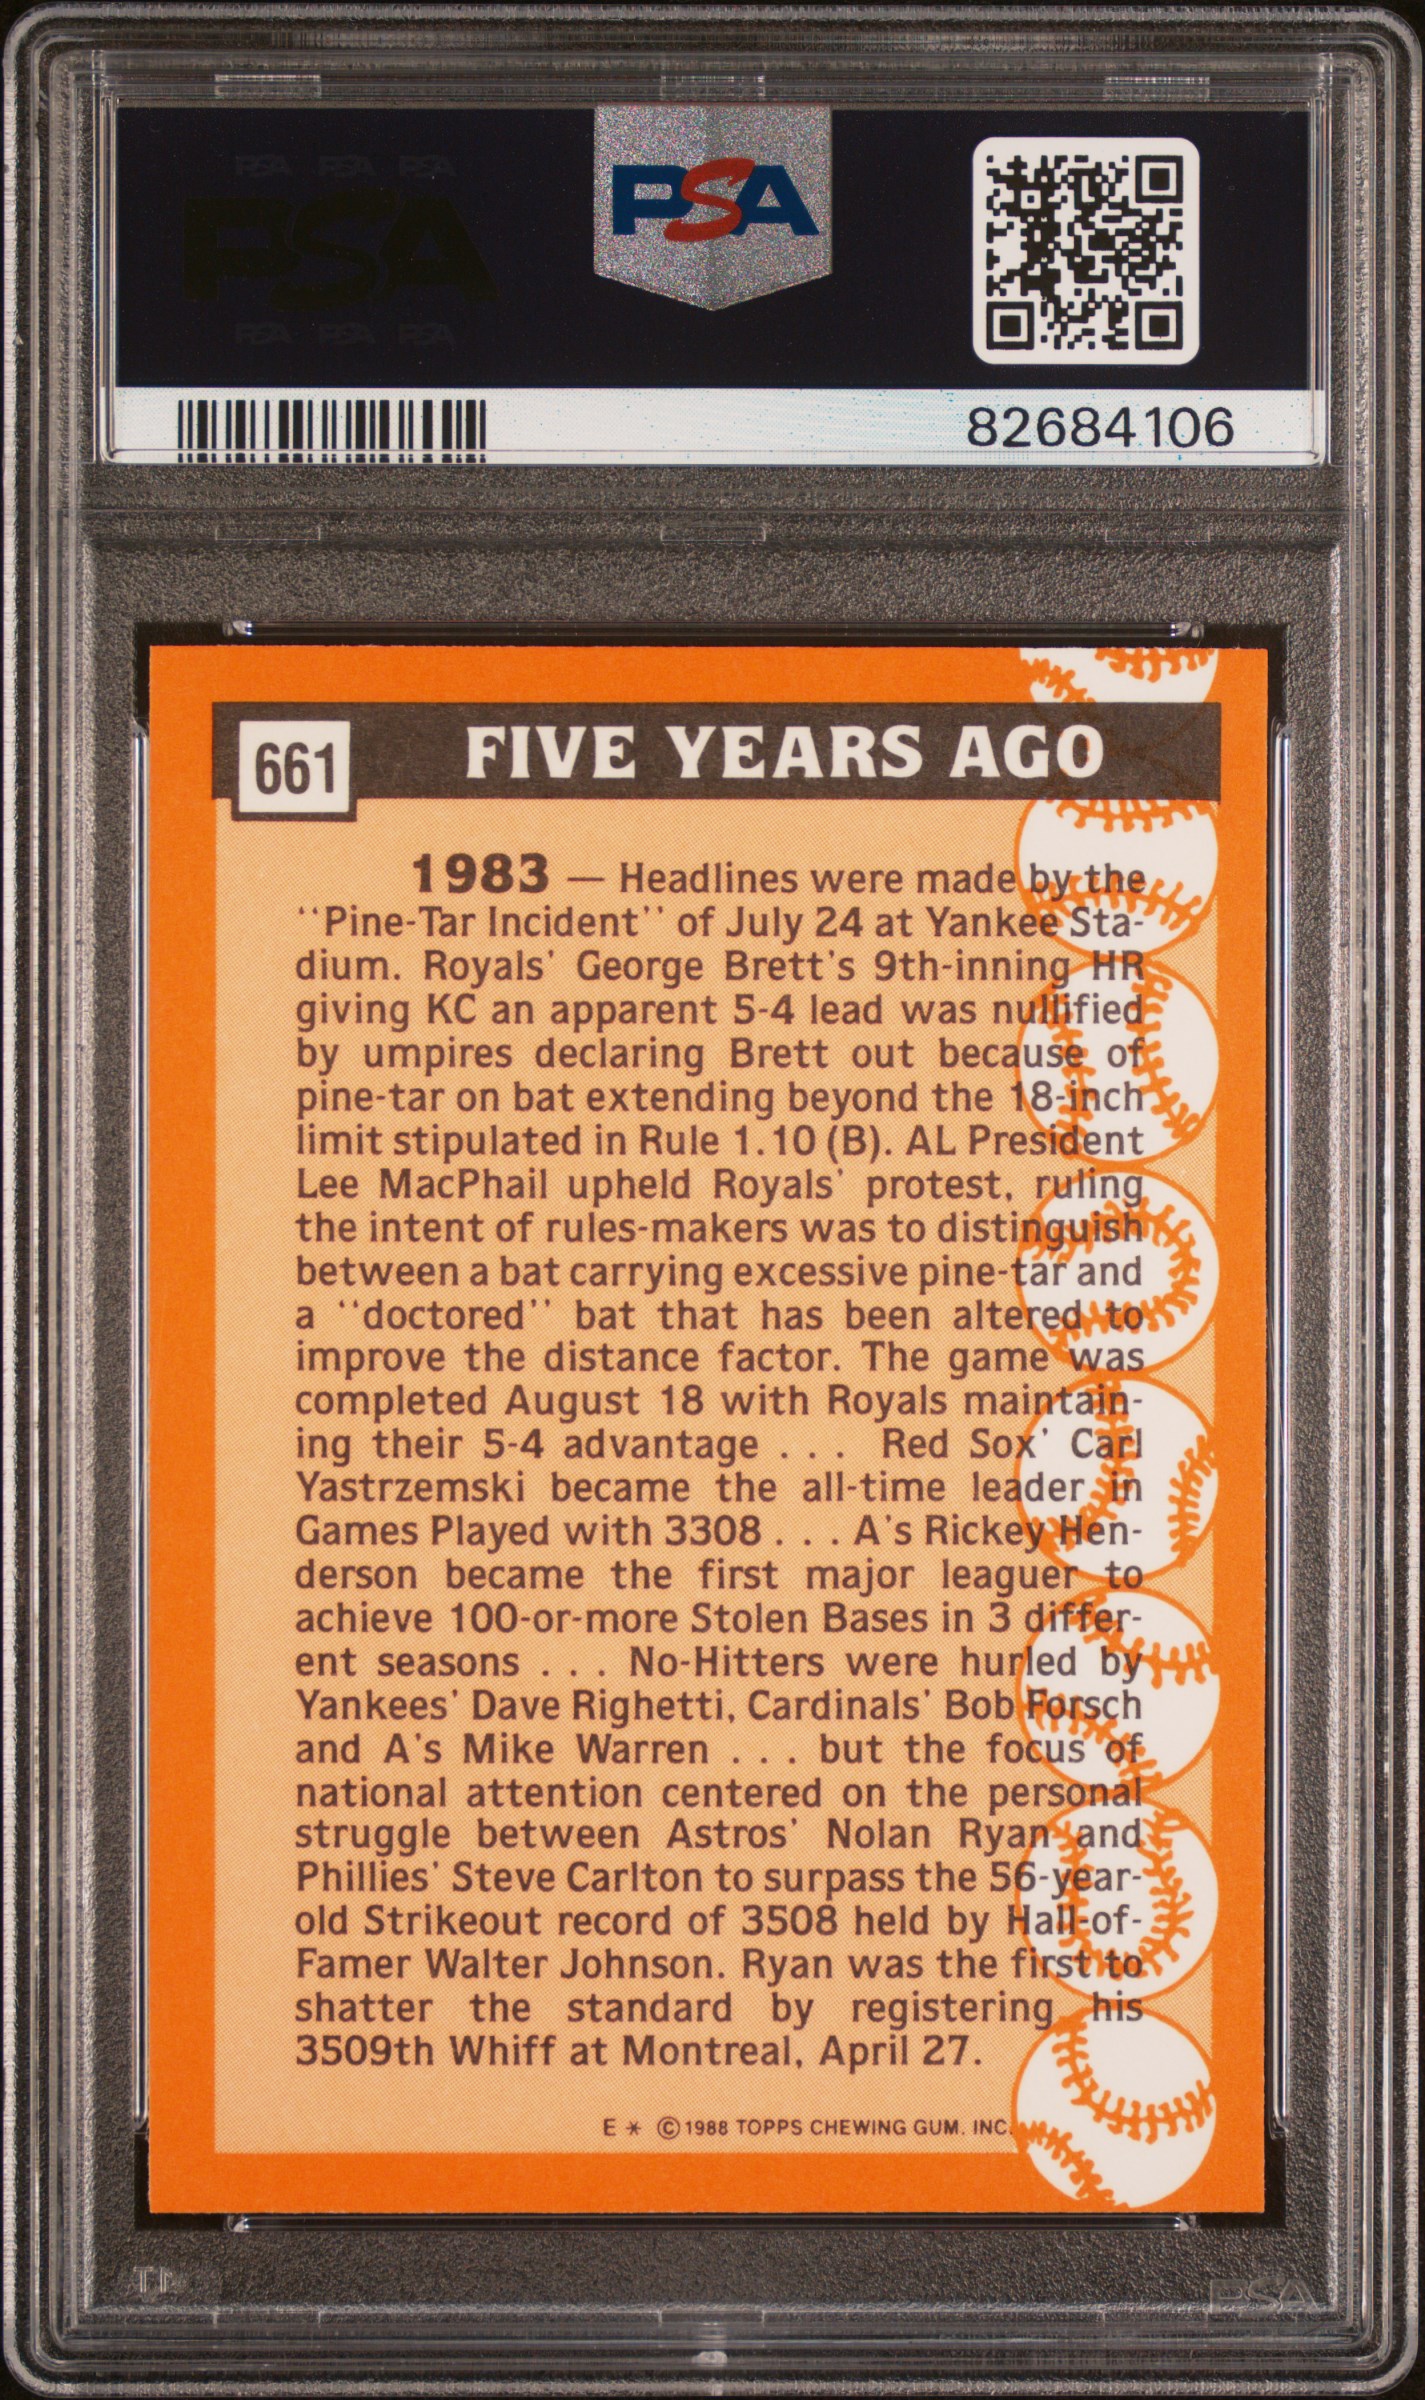 PSA PSA PSA
PSA
PSA PSA PSA
PSA
82684106
661
FIVE YEARS AGO
1983 — Headlines were made by the
“Pine-Tar Incident” of July 24 at Yankee Sta-
dium. Royals’ George Brett’s 9th-inning HR
giving KC an apparent 5-4 lead was nullified
by umpires declaring Brett out because of
pine-tar on bat extending beyond the 18-inch
limit stipulated in Rule 1.10 (B). AL President
Lee MacPhail upheld Royals’ protest, ruling
the intent of rules-makers was to distinguish
between a bat carrying excessive pine-tar and
a “doctored” bat that has been altered to
improve the distance factor. The game was
completed August 18 with Royals maintain-
ing their 5-4 advantage . . . Red Sox’ Carl
Yastrzemski became the all-time leader in
Games Played with 3308 . . . A’s Rickey Hen-
derson became the first major leaguer to
achieve 100-or-more Stolen Bases in 3 differ-
ent seasons . . . No-Hitters were hurled by
Yankees’ Dave Righetti, Cardinals’ Bob Forsch
and A’s Mike Warren . . . but the focus of
national attention centered on the personal
struggle between Astros’ Nolan Ryan and
Phillies’ Steve Carlton to surpass the 56-year-
old Strikeout record of 3508 held by Hall-of-
Famer Walter Johnson. Ryan was the first to
shatter the standard by registering his
3509th Whiff at Montreal, April 27.
E * © 1988 TOPPS CHEWING GUM, INC.
PSA